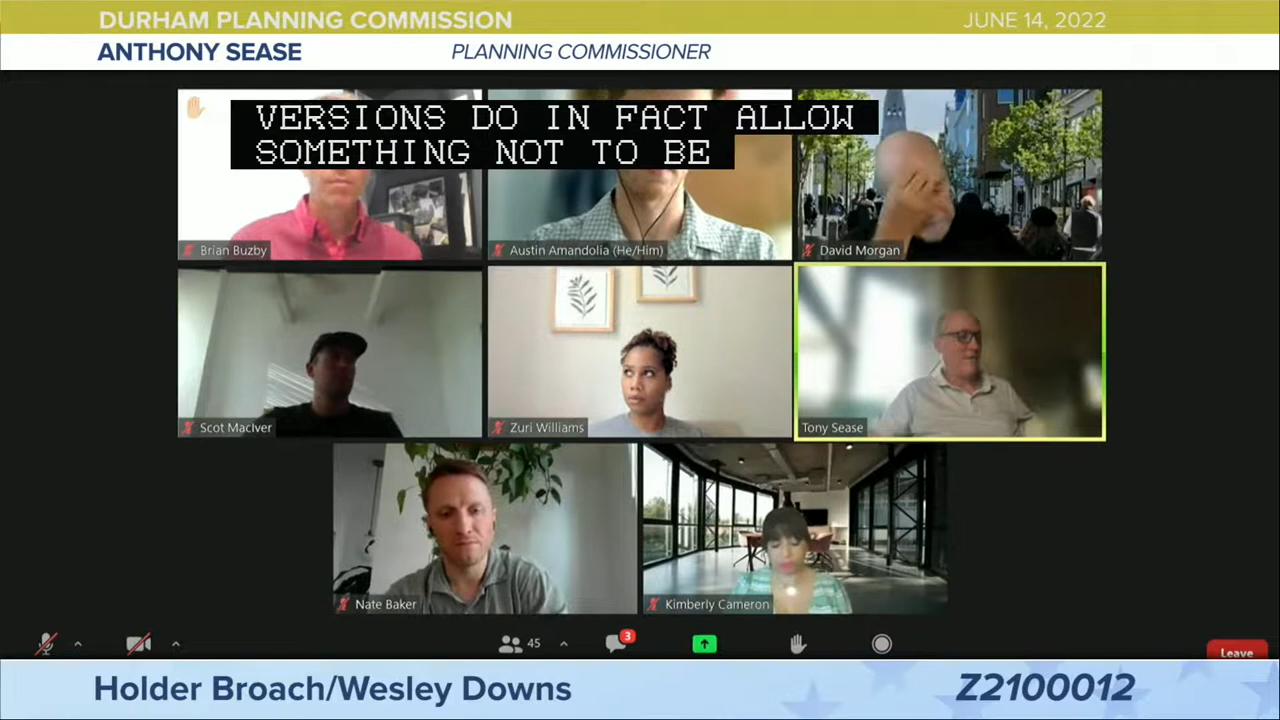 DURHAM PLANNING COMMISSION
JUNE 14, 2022
ANTHONY SEASE
PLANNING COMMISSIONER
VERSIONS DO IN FACT ALLOW
SOMETHING NOT TO BE
Brian Buzby
Austin Amandolia (He/Him)
David Morgan
Scot MacIver
Zuri Williams
Tony Sease
Nate Baker
Kimberly Cameron
45
3
Leave
Holder Broach/Wesley Downs
Z2100012